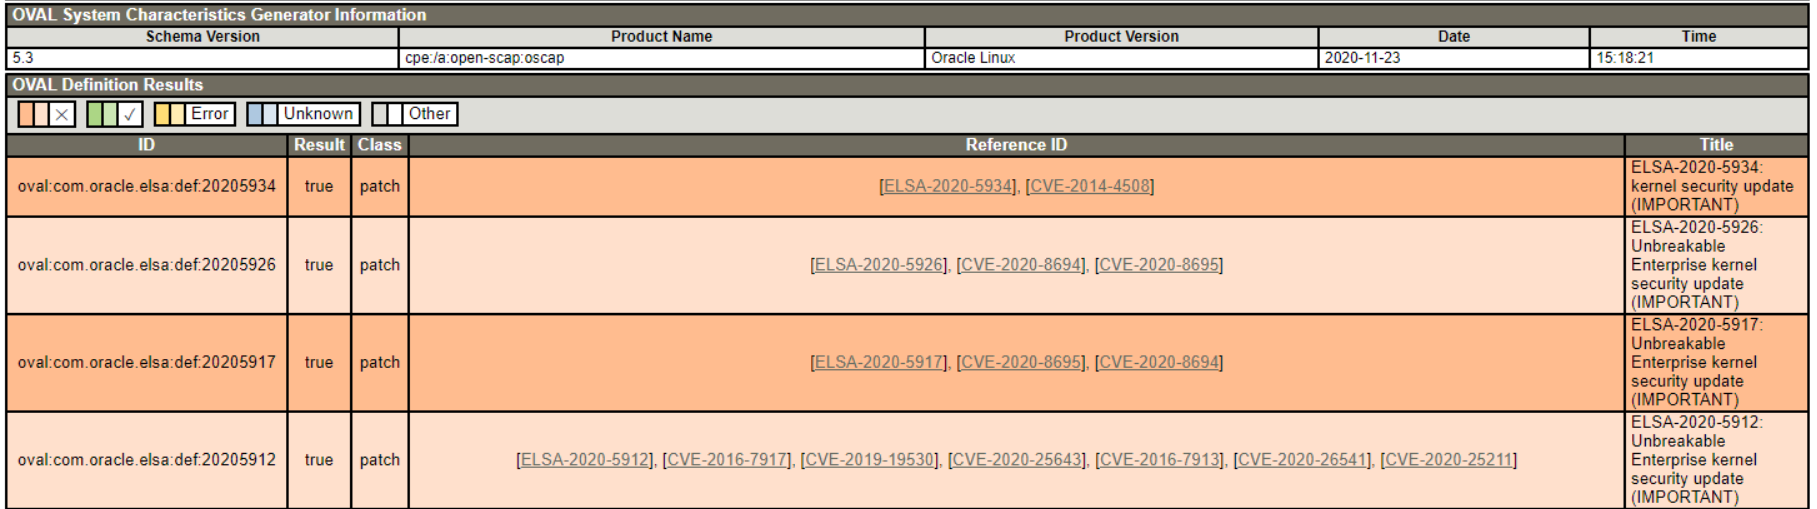 OVAL System Characteristics Generator Information
Schema Version Product Name Product Version Date Time
5.3 cpe:/a:open-scap:oscap Oracle Linux 2020-11-23 15:18:21
OVAL Definition Results
× ✓ Error Unknown Other
ID Result Class Reference ID Title
oval:com.oracle.elsa:def:20205934 true patch [ELSA-2020-5934], [CVE-2014-4508] ELSA-2020-5934:
kernel security update
(IMPORTANT)
oval:com.oracle.elsa:def:20205926 true patch [ELSA-2020-5926], [CVE-2020-8694], [CVE-2020-8695] ELSA-2020-5926:
Unbreakable
Enterprise kernel
security update
(IMPORTANT)
oval:com.oracle.elsa:def:20205917 true patch [ELSA-2020-5917], [CVE-2020-8695], [CVE-2020-8694] ELSA-2020-5917:
Unbreakable
Enterprise kernel
security update
(IMPORTANT)
oval:com.oracle.elsa:def:20205912 true patch [ELSA-2020-5912], [CVE-2016-7917], [CVE-2019-19530], [CVE-2020-25643], [CVE-2016-7913], [CVE-2020-26541], [CVE-2020-25211] ELSA-2020-5912:
Unbreakable
Enterprise kernel
security update
(IMPORTANT)